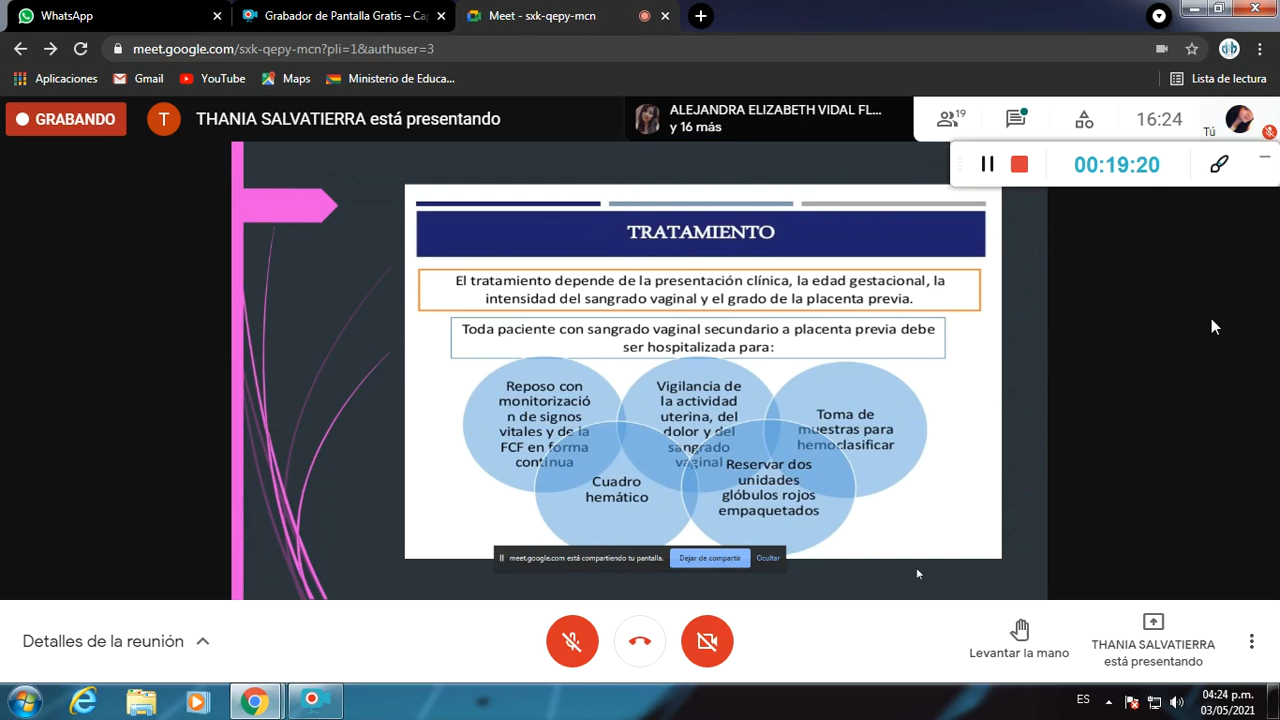 WhatsApp
Grabador de Pantalla Gratis – Ca
Meet - sxk-qepy-mcn
meet.google.com/sxk-qepy-mcn?pli=1&authuser=3
Aplicaciones
Gmail
YouTube
Maps
Ministerio de Educa...
Lista de lectura
GRABANDO
T
THANIA SALVATIERRA está presentando
ALEJANDRA ELIZABETH VIDAL FL...
y 16 más
19
16:24
Tú
00:19:20
TRATAMIENTO
El tratamiento depende de la presentación clínica, la edad gestacional, la
intensidad del sangrado vaginal y el grado de la placenta previa.
Toda paciente con sangrado vaginal secundario a placenta previa debe
ser hospitalizada para:
Reposo con
monitorizació
n de signos
vitales y de la
FCF en forma
continua
Vigilancia de
la actividad
uterina, del
dolor y del
sangrado
vaginal
Toma de
muestras para
hemoclasificar
Cuadro
hemático
Reservar dos
unidades
glóbulos rojos
empaquetados
meet.google.com está compartiendo tu pantalla.
Dejar de compartir
Ocultar
Detalles de la reunión
Levantar la mano
THANIA SALVATIERRA
está presentando
ES
04:24 p.m.
03/05/2021